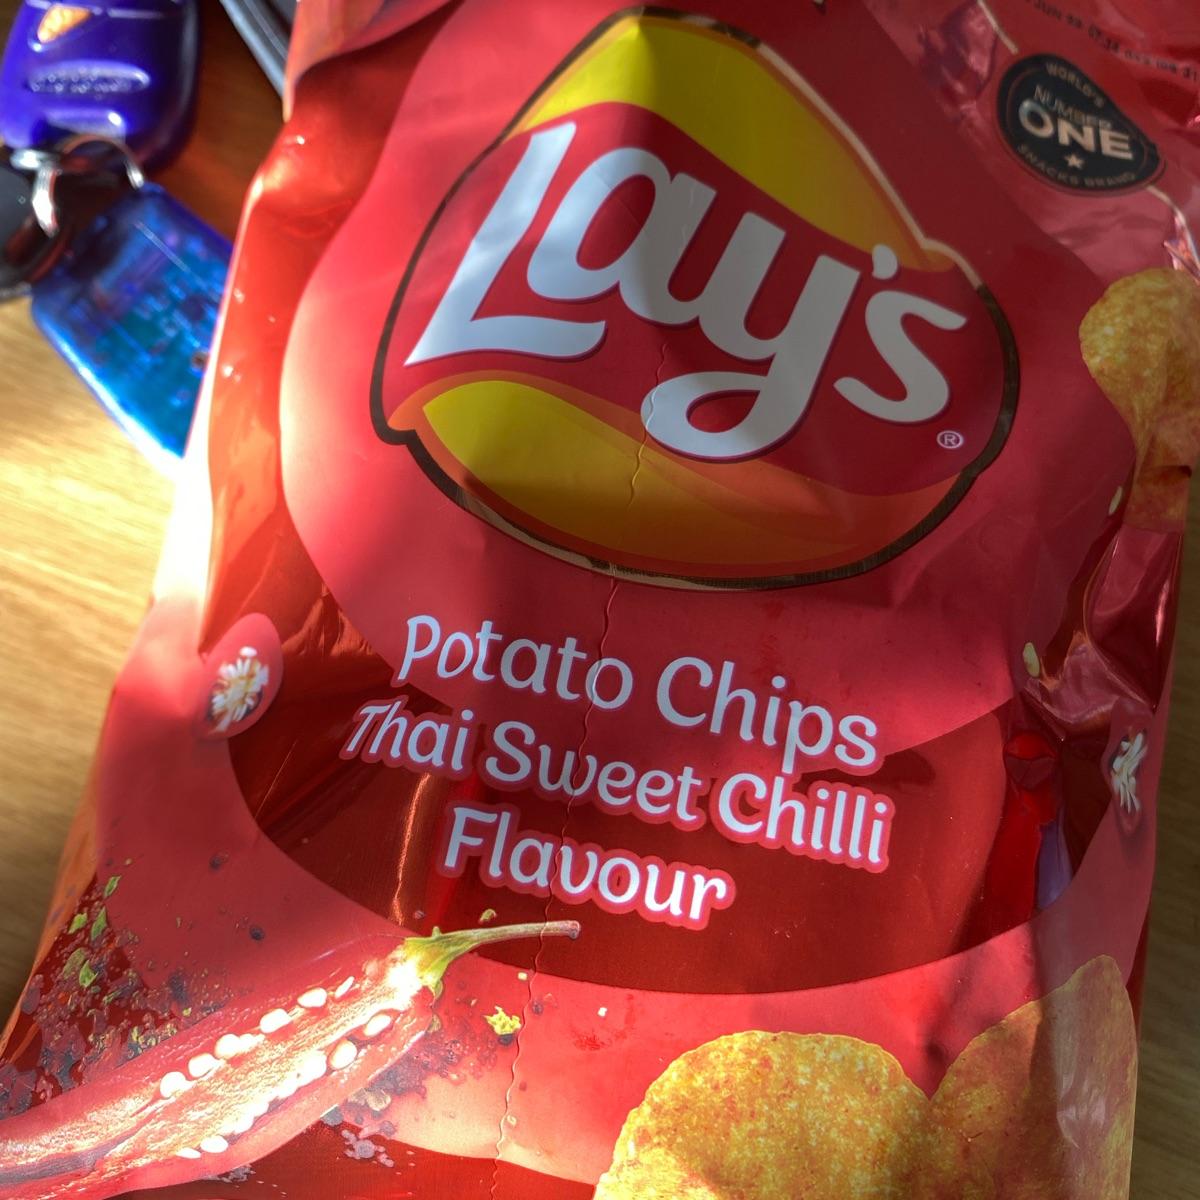 WORLD'S
NUMBER
ONE
SNACKS BRAND
Lay's
®
Potato Chips
Thai Sweet Chilli
Flavour